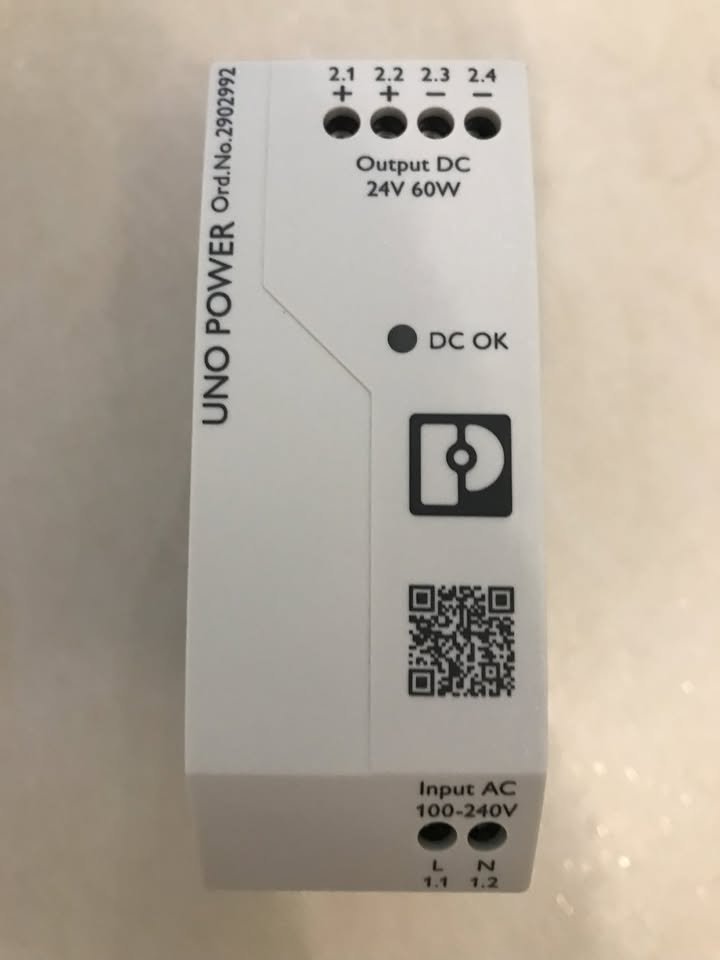 UNO POWER Ord.No.2902992
2.1 2.2 2.3 2.4
+ + − −
Output DC
24V 60W
DC OK
Input AC
100-240V
L N
1.1 1.2